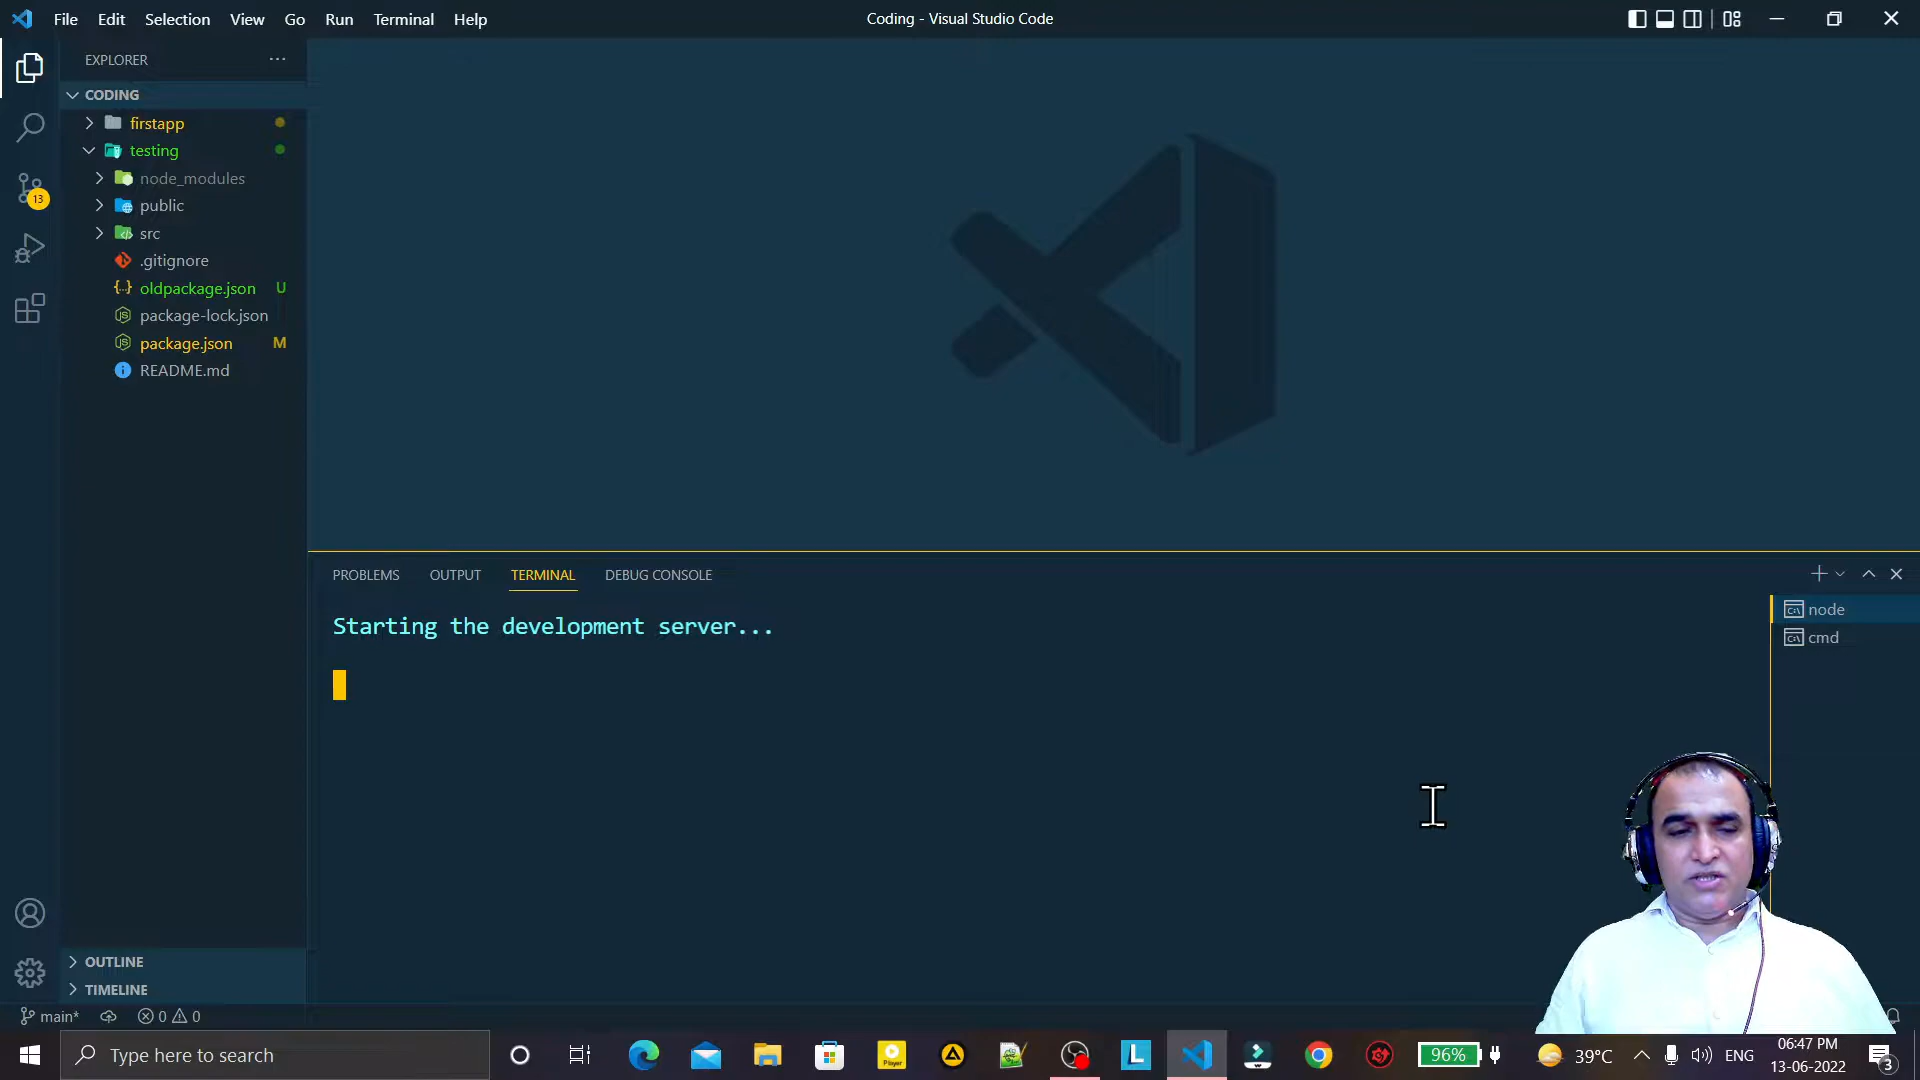 File Edit Selection View Go Run Terminal Help
Coding - Visual Studio Code
EXPLORER
CODING
firstapp
testing
node_modules
public
src
.gitignore
oldpackage.json U
package-lock.json
package.json M
README.md
13
PROBLEMS OUTPUT TERMINAL DEBUG CONSOLE
Starting the development server...
node
cmd
OUTLINE
TIMELINE
main* 0 0
Type here to search
L
Player
96%
39°C
ENG
06:47 PM
13-06-2022
3